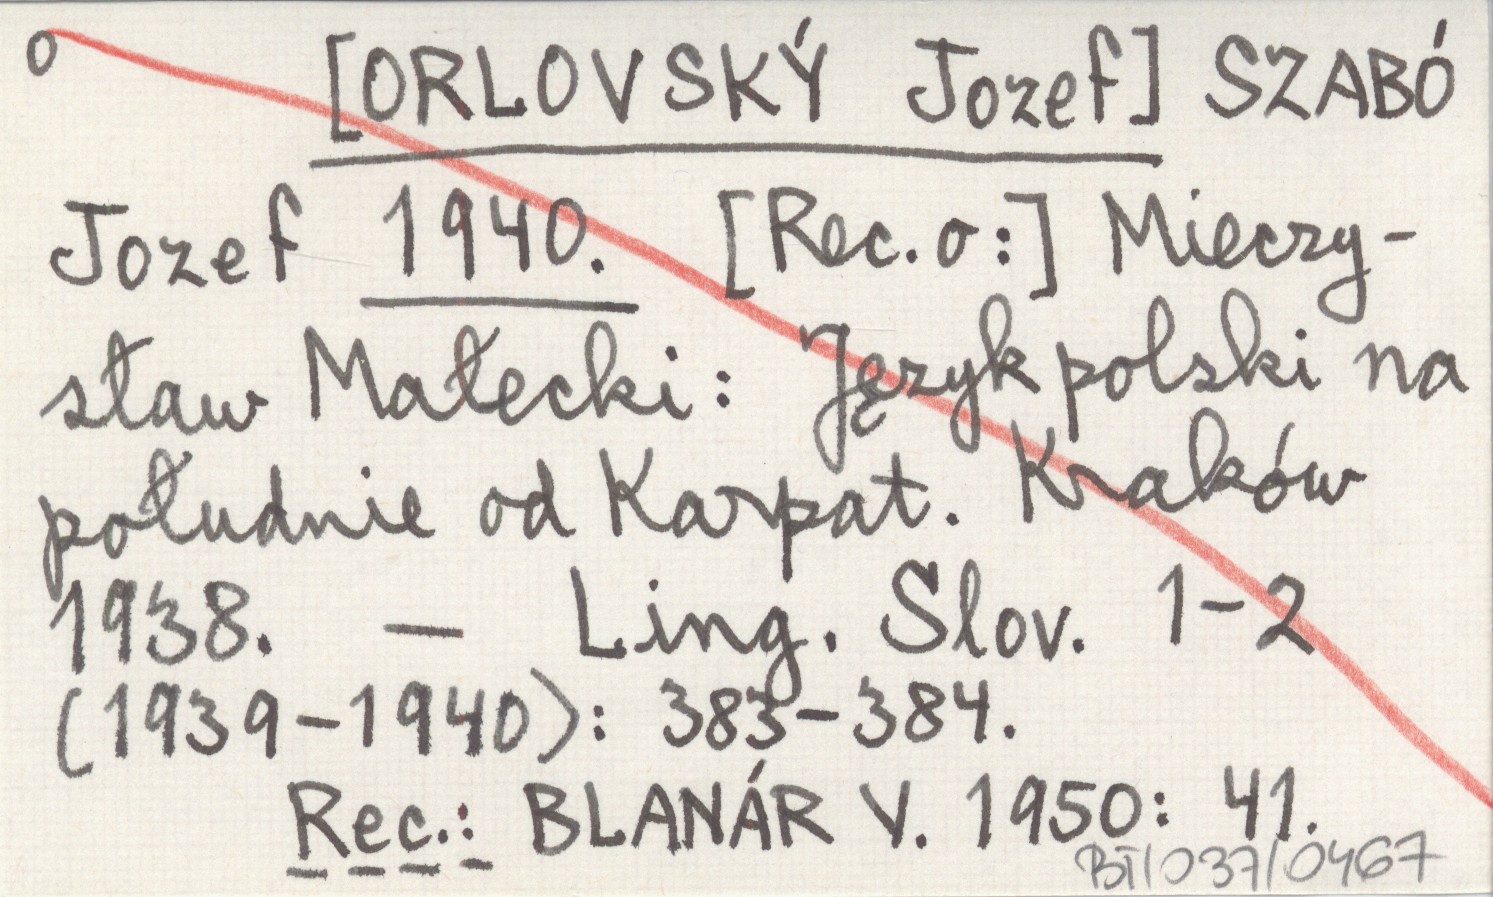 o [ORLOVSKÝ Jozef] SZABÓ
Jozef 1940. [Rec. o:] Mieczy-
sław Małecki: Język polski na
południe od Karpat. Kraków
1938. — Ling. Slov. 1-2
(1939-1940): 383-384.
Rec.: BLANÁR V. 1950: 41.
BT/037/0467